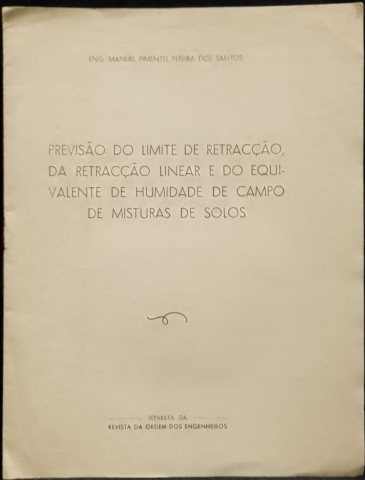 ENG. MANUEL PIMENTEL PEREIRA DOS SANTOS
PREVISÃO DO LIMITE DE RETRACÇÃO,
DA RETRACÇÃO LINEAR E DO EQUI-
VALENTE DE HUMIDADE DE CAMPO
DE MISTURAS DE SOLOS
SEPARATA DA
REVISTA DA ORDEM DOS ENGENHEIROS